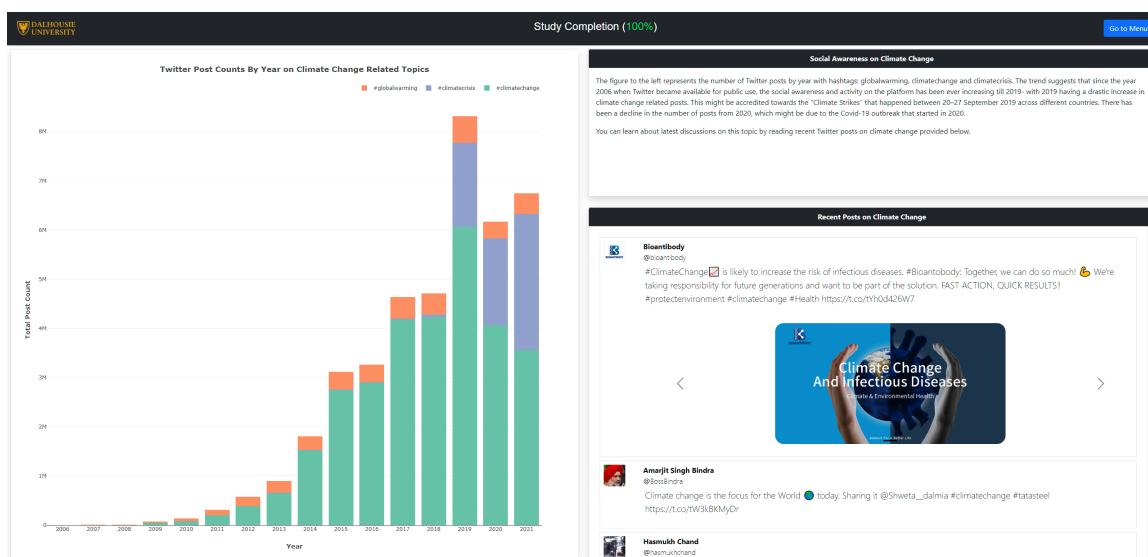 DALHOUSIE
UNIVERSITY
Study Completion (100%)
Go to Menu
Twitter Post Counts By Year on Climate Change Related Topics
#globalwarming #climatecrisis #climatechange
8M
7M
6M
5M
4M
3M
2M
1M
0
Total Post Count
2006 2007 2008 2009 2010 2011 2012 2013 2014 2015 2016 2017 2018 2019 2020 2021
Year
Social Awareness on Climate Change
The figure to the left represents the number of Twitter posts by year with hashtags: globalwarming, climatechange and climatecrisis. The trend suggests that since the year
2006 when Twitter became available for public use, the social awareness and activity on the platform has been ever increasing till 2019- with 2019 having a drastic increase in
climate change related posts. This might be accredited towards the "Climate Strikes" that happened between 20-27 September 2019 across different countries. There has
been a decline in the number of posts from 2020, which might be due to the Covid-19 outbreak that started in 2020.
You can learn about latest discussions on this topic by reading recent Twitter posts on climate change provided below.
Recent Posts on Climate Change
Bioantibody
@bioantibody
#ClimateChange📈 is likely to increase the risk of infectious diseases. #Bioantobody: Together, we can do so much! 💪 We're
taking responsibility for future generations and want to be part of the solution. FAST ACTION, QUICK RESULTS!
#protectenvironment #climatechange #Health https://t.co/tYh0d426W7
Climate Change
And Infectious Diseases
Climate & Environmental Health
Amarjit Singh Bindra
@BossBindra
Climate change is the focus for the World 🌍 today. Sharing it @Shweta__dalmia #climatechange #tatasteel
https://t.co/tW3kBKMyDr
Hasmukh Chand
@hasmukhchand